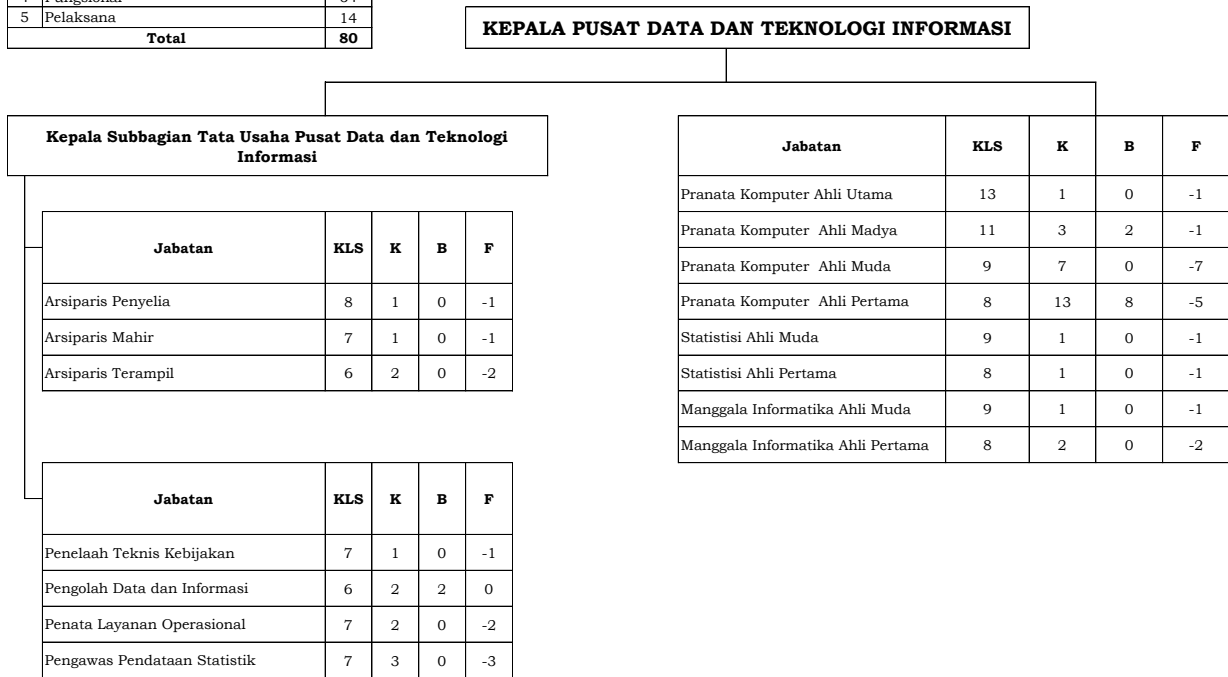 5 Pelaksana 14
Total 80
KEPALA PUSAT DATA DAN TEKNOLOGI INFORMASI
Kepala Subbagian Tata Usaha Pusat Data dan Teknologi
Informasi
Jabatan KLS K B F
Arsiparis Penyelia 8 1 0 -1
Arsiparis Mahir 7 1 0 -1
Arsiparis Terampil 6 2 0 -2
Jabatan KLS K B F
Penelaah Teknis Kebijakan 7 1 0 -1
Pengolah Data dan Informasi 6 2 2 0
Penata Layanan Operasional 7 2 0 -2
Pengawas Pendataan Statistik 7 3 0 -3
Jabatan KLS K B F
Pranata Komputer Ahli Utama 13 1 0 -1
Pranata Komputer Ahli Madya 11 3 2 -1
Pranata Komputer Ahli Muda 9 7 0 -7
Pranata Komputer Ahli Pertama 8 13 8 -5
Statistisi Ahli Muda 9 1 0 -1
Statistisi Ahli Pertama 8 1 0 -1
Manggala Informatika Ahli Muda 9 1 0 -1
Manggala Informatika Ahli Pertama 8 2 0 -2